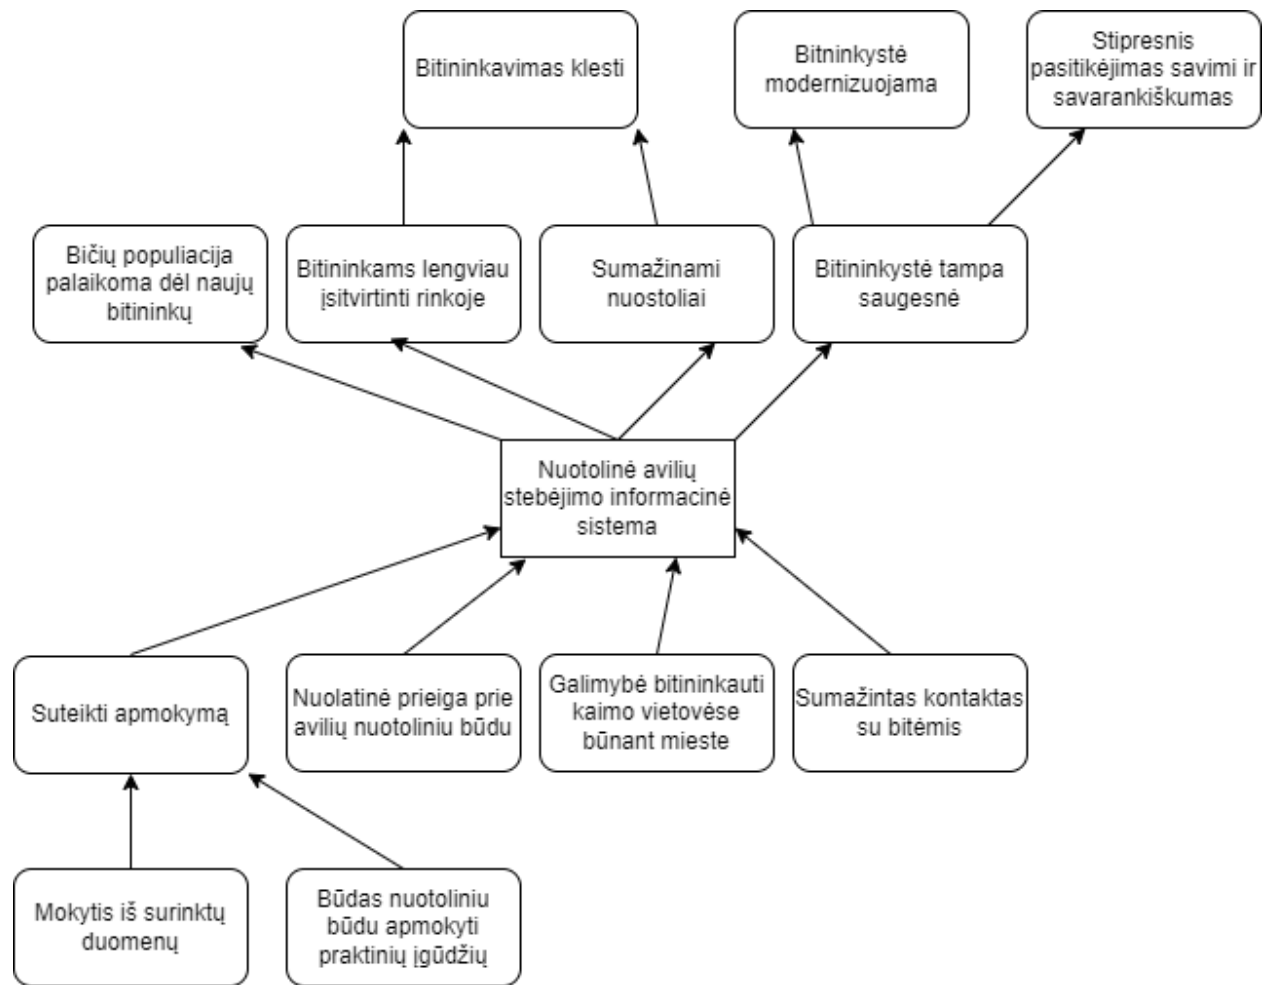 Bitininkavimas klesti
Bitninkystė
modernizuojama
Stipresnis
pasitikėjimas savimi ir
savarankiškumas
Bičių populiacija
palaikoma dėl naujų
bitininkų
Bitininkams lengviau
įsitvirtinti rinkoje
Sumažinami
nuostoliai
Bitininkystė tampa
saugesnė
Nuotolinė avilių
stebėjimo informacinė
sistema
Suteikti apmokymą
Nuolatinė prieiga prie
avilių nuotoliniu būdu
Galimybė bitininkauti
kaimo vietovėse
būnant mieste
Sumažintas kontaktas
su bitėmis
Mokytis iš surinktų
duomenų
Būdas nuotoliniu
būdu apmokyti
praktinių įgūdžių